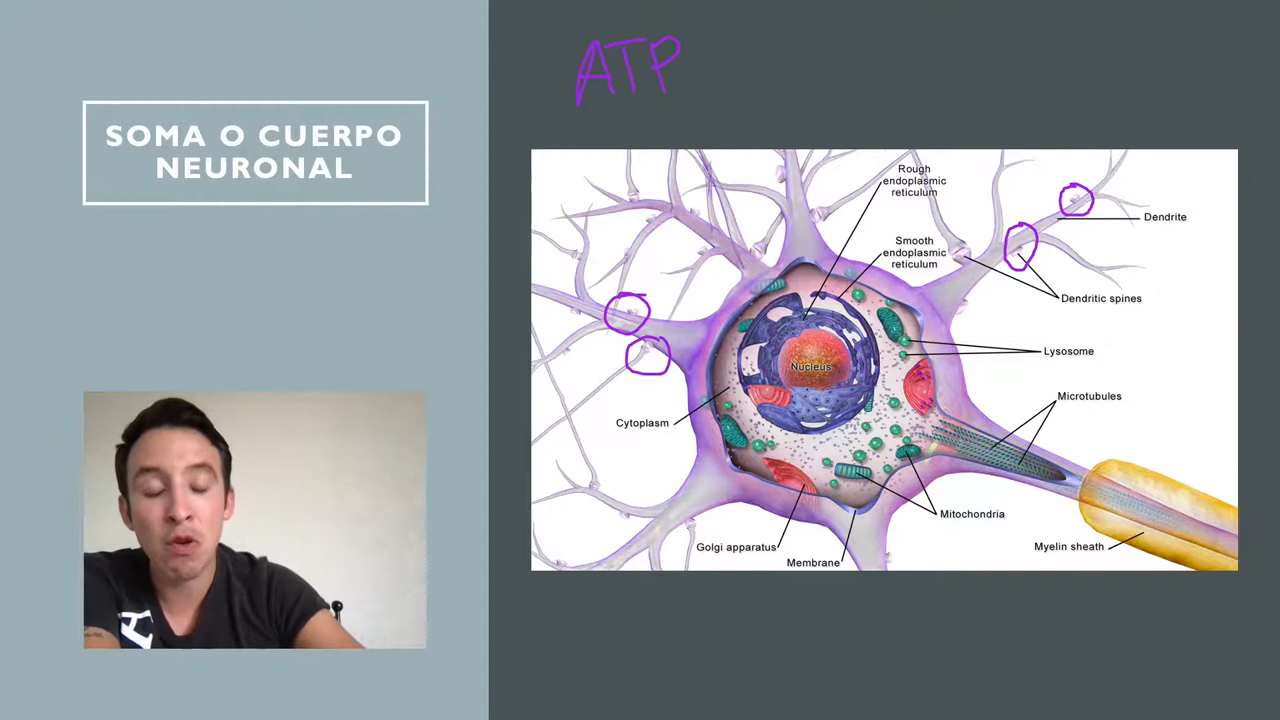 SOMA O CUERPO
NEURONAL
ATP
Rough
endoplasmic
reticulum
Smooth
endoplasmic
reticulum
Dendrite
Dendritic spines
Lysosome
Nucleus
Microtubules
Cytoplasm
Mitochondria
Golgi apparatus
Membrane
Myelin sheath
A